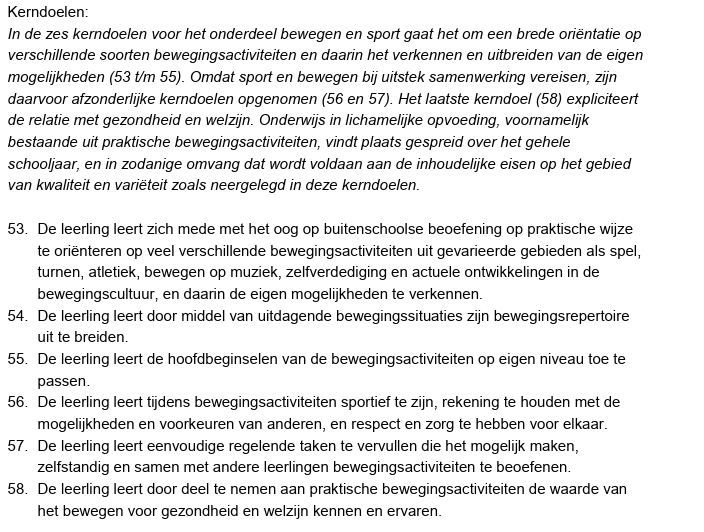 Kerndoelen:
In de zes kerndoelen voor het onderdeel bewegen en sport gaat het om een brede oriëntatie op
verschillende soorten bewegingsactiviteiten en daarin het verkennen en uitbreiden van de eigen
mogelijkheden (53 t/m 55). Omdat sport en bewegen bij uitstek samenwerking vereisen, zijn
daarvoor afzonderlijke kerndoelen opgenomen (56 en 57). Het laatste kerndoel (58) expliciteert
de relatie met gezondheid en welzijn. Onderwijs in lichamelijke opvoeding, voornamelijk
bestaande uit praktische bewegingsactiviteiten, vindt plaats gespreid over het gehele
schooljaar, en in zodanige omvang dat wordt voldaan aan de inhoudelijke eisen op het gebied
van kwaliteit en variëteit zoals neergelegd in deze kerndoelen.
53. De leerling leert zich mede met het oog op buitenschoolse beoefening op praktische wijze
te oriënteren op veel verschillende bewegingsactiviteiten uit gevarieerde gebieden als spel,
turnen, atletiek, bewegen op muziek, zelfverdediging en actuele ontwikkelingen in de
bewegingscultuur, en daarin de eigen mogelijkheden te verkennen.
54. De leerling leert door middel van uitdagende bewegingssituaties zijn bewegingsrepertoire
uit te breiden.
55. De leerling leert de hoofdbeginselen van de bewegingsactiviteiten op eigen niveau toe te
passen.
56. De leerling leert tijdens bewegingsactiviteiten sportief te zijn, rekening te houden met de
mogelijkheden en voorkeuren van anderen, en respect en zorg te hebben voor elkaar.
57. De leerling leert eenvoudige regelende taken te vervullen die het mogelijk maken,
zelfstandig en samen met andere leerlingen bewegingsactiviteiten te beoefenen.
58. De leerling leert door deel te nemen aan praktische bewegingsactiviteiten de waarde van
het bewegen voor gezondheid en welzijn kennen en ervaren.